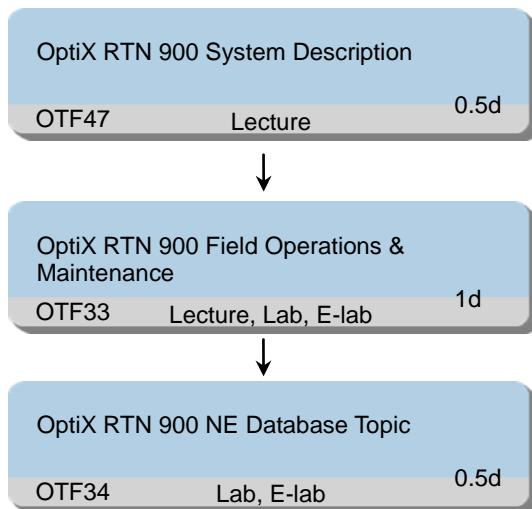 OptiX RTN 900 System Description
0.5d
OTF47 Lecture
OptiX RTN 900 Field Operations &
Maintenance
1d
OTF33 Lecture, Lab, E-lab
OptiX RTN 900 NE Database Topic
0.5d
OTF34 Lab, E-lab